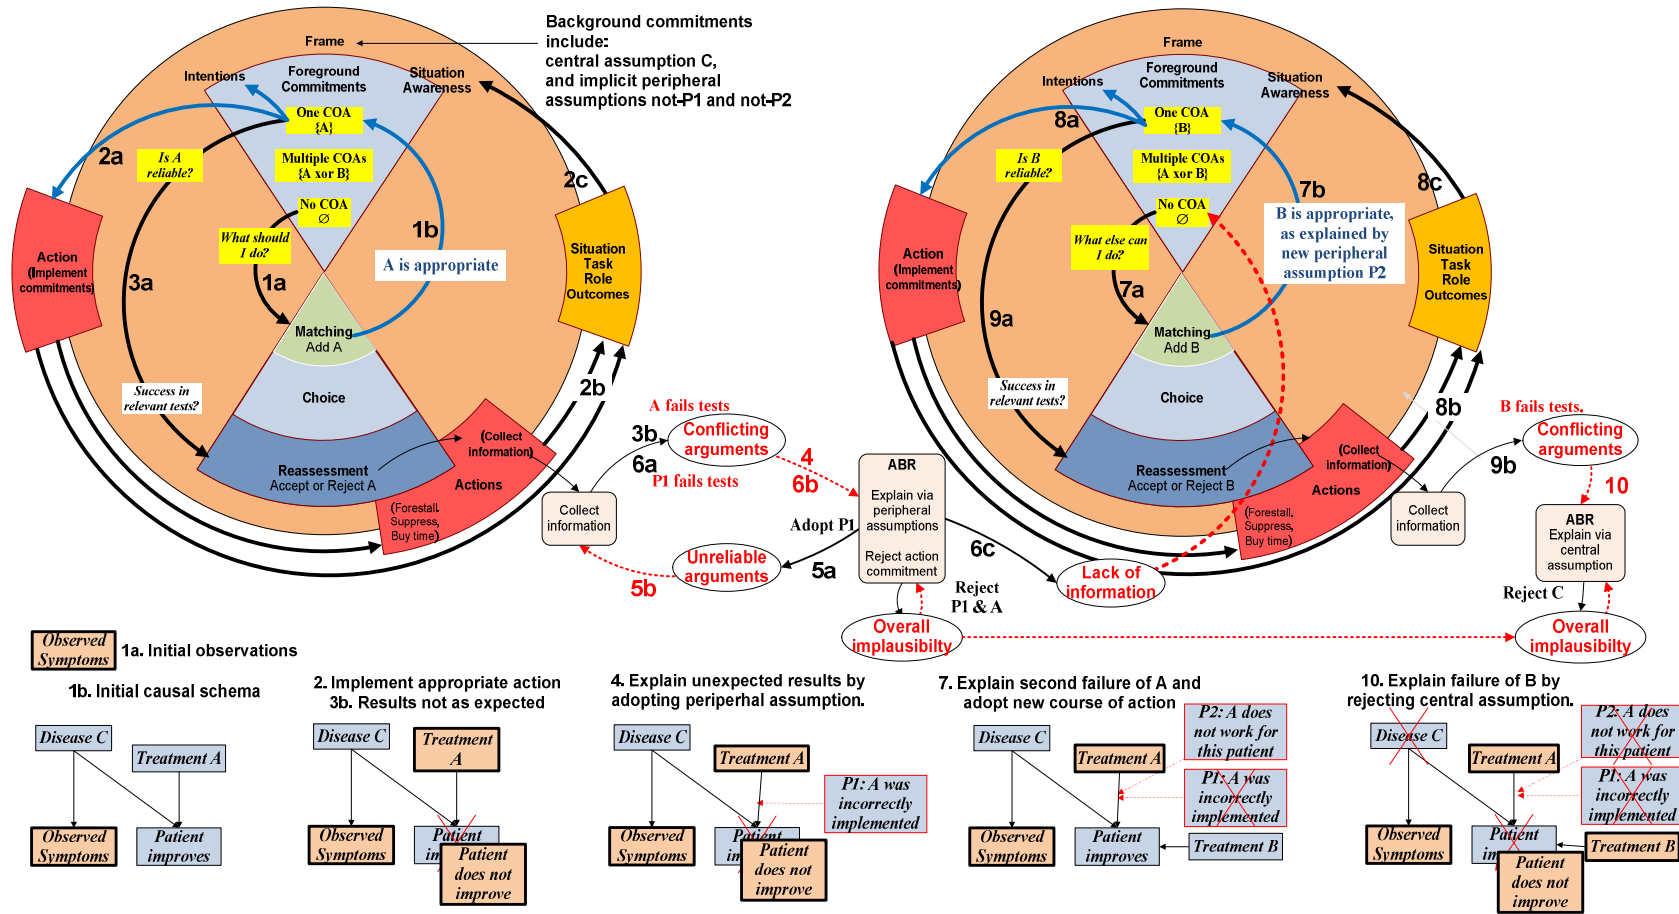 Background commitments
include:
central assumption C,
and implicit peripheral
assumptions not-P1 and not-P2
Frame
Intentions
Foreground
Commitments
Situation
Awareness
One COA
{A}
2a
Is A
reliable?
Multiple COAs
{A xor B}
2c
No COA
∅
What should
I do?
1b
A is appropriate
Action
(Implement
commitments)
3a
1a
Situation
Task
Role
Outcomes
Matching
Add A
Success in
relevant tests?
Choice
2b
Reassessment
Accept or Reject A
(Collect
information)
Actions
(Forestall.
Suppress,
Buy time)
Frame
Intentions
Foreground
Commitments
Situation
Awareness
One COA
{B}
8a
Is B
reliable?
Multiple COAs
{A xor B}
7b
8c
No COA
∅
What else can
I do?
B is appropriate,
as explained by
new peripheral
assumption P2
Action
(Implement
commitments)
9a
7a
Situation
Task
Role
Outcomes
Matching
Add B
Success in
relevant tests?
Choice
8b
Reassessment
Accept or Reject B
(Collect
information)
Actions
(Forestall.
Suppress,
Buy time)
A fails tests
3b
6a
Conflicting
arguments
P1 fails tests
4
6b
Collect
information
ABR
Explain via
peripheral
assumptions
Reject action
commitment
Adopt P1
5a
Unreliable
arguments
5b
6c
Lack of
information
Reject
P1 & A
Overall
implausibilty
B fails tests.
Conflicting
arguments
9b
10
Collect
information
ABR
Explain via
central
assumption
Reject C
Overall
implausibilty
Observed
Symptoms
1a. Initial observations
1b. Initial causal schema
Disease C
Treatment A
Observed
Symptoms
Patient
improves
2. Implement appropriate action
3b. Results not as expected
Disease C
Treatment
A
Observed
Symptoms
Patient
im
Patient
does not
improve
4. Explain unexpected results by
adopting periperhal assumption.
Disease C
Treatment A
P1: A was
incorrectly
implemented
Observed
Symptoms
Patient
im
Patient
does not
improve
7. Explain second failure of A and
adopt new course of action
Disease C
Treatment A
P2: A does
not work for
this patient
P1: A was
incorrectly
implemented
Observed
Symptoms
Patient
improves
Treatment B
10. Explain failure of B by
rejecting central assumption.
Disease C
Treatment A
P2: A does
not work for
this patient
P1: A was
incorrectly
implemented
Observed
Symptoms
Patient
im
Treatment B
Patient
does not
improve